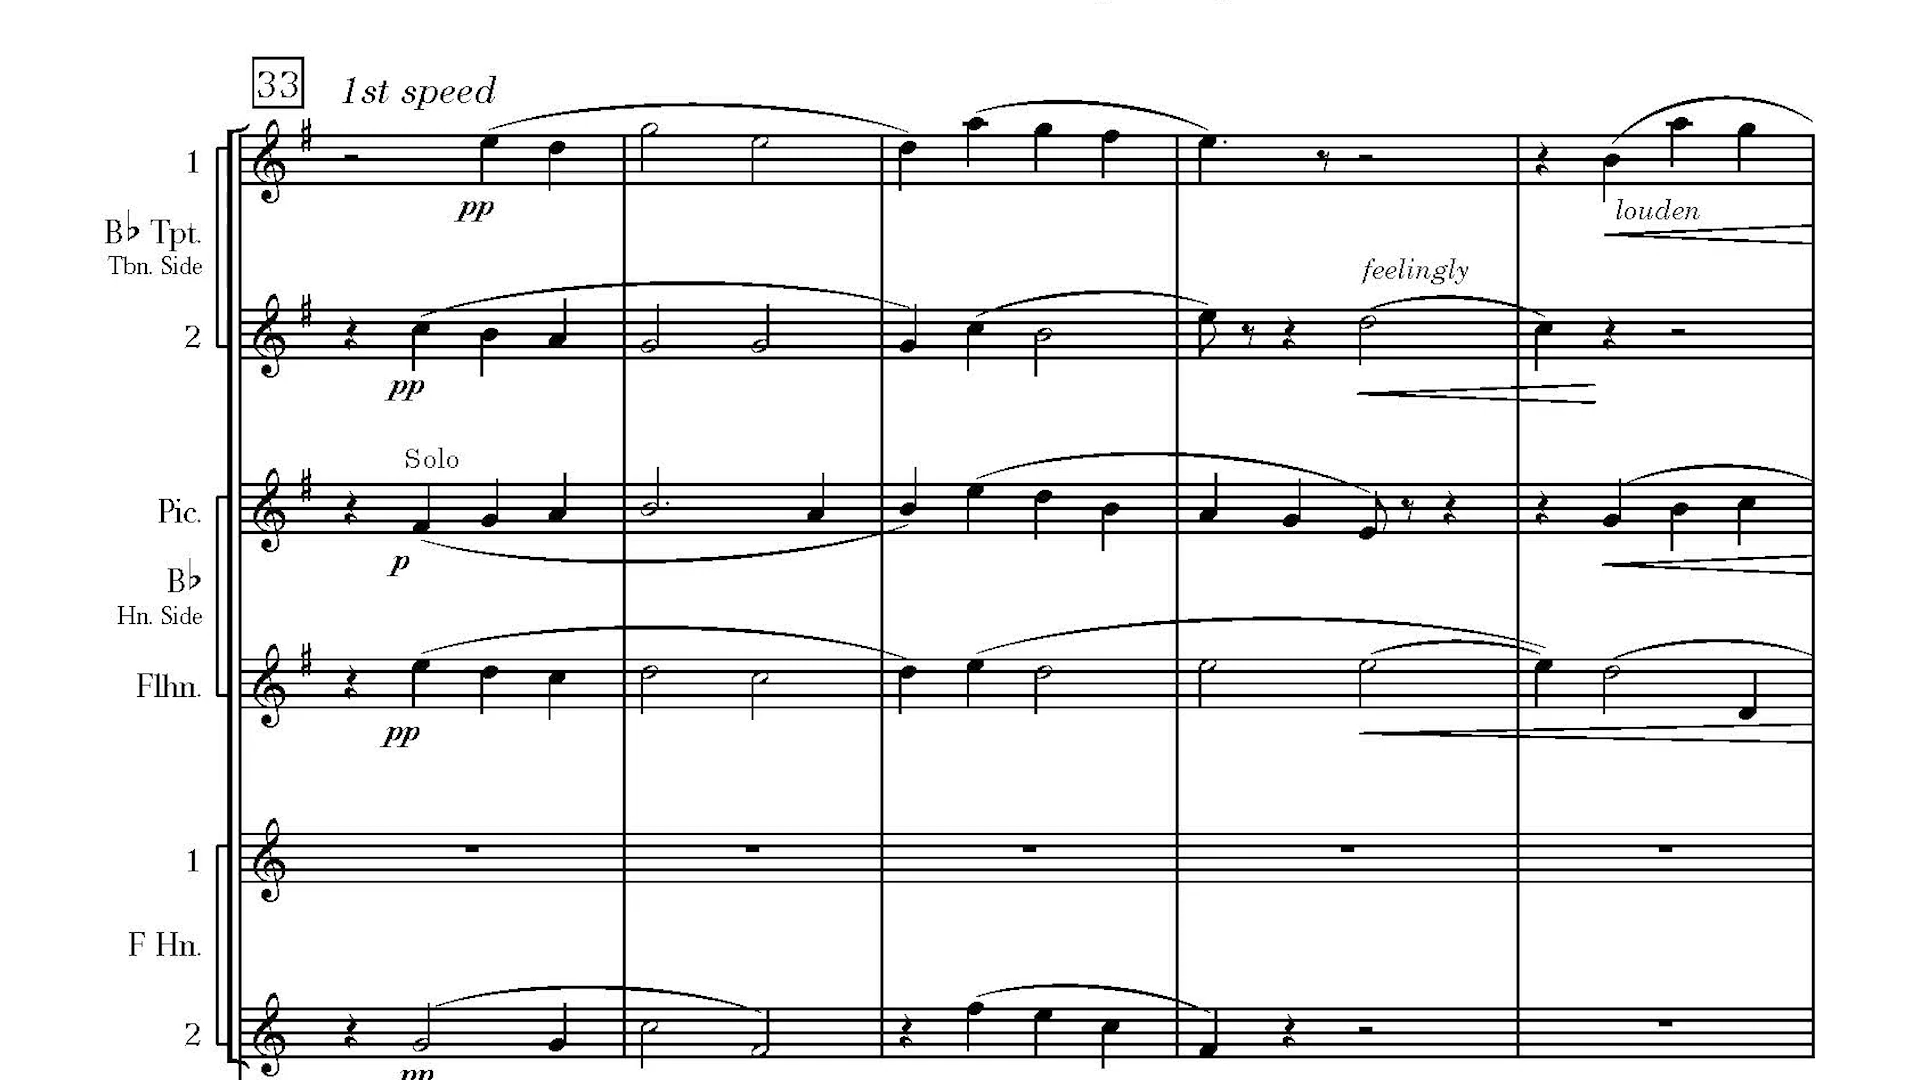 33
1st speed
1
pp
louden
B♭ Tpt.
Tbn. Side
feelingly
2
pp
Solo
Pic.
p
B♭
Hn. Side
Flhn.
pp
1
F Hn.
2
pp